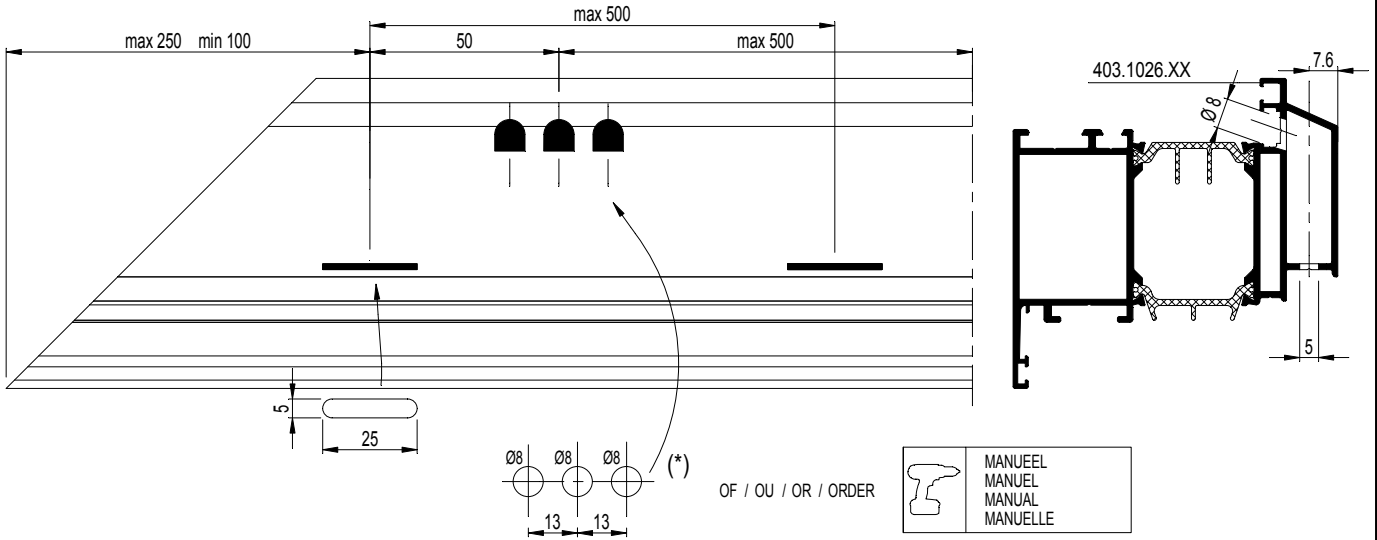 max 500
max 250 min 100
50
max 500
403.1026.XX
7.6
Ø 8
5
5
25
Ø8 Ø8 Ø8
(*)
13 13
OF / OU / OR / ORDER
MANUEEL
MANUEL
MANUAL
MANUELLE